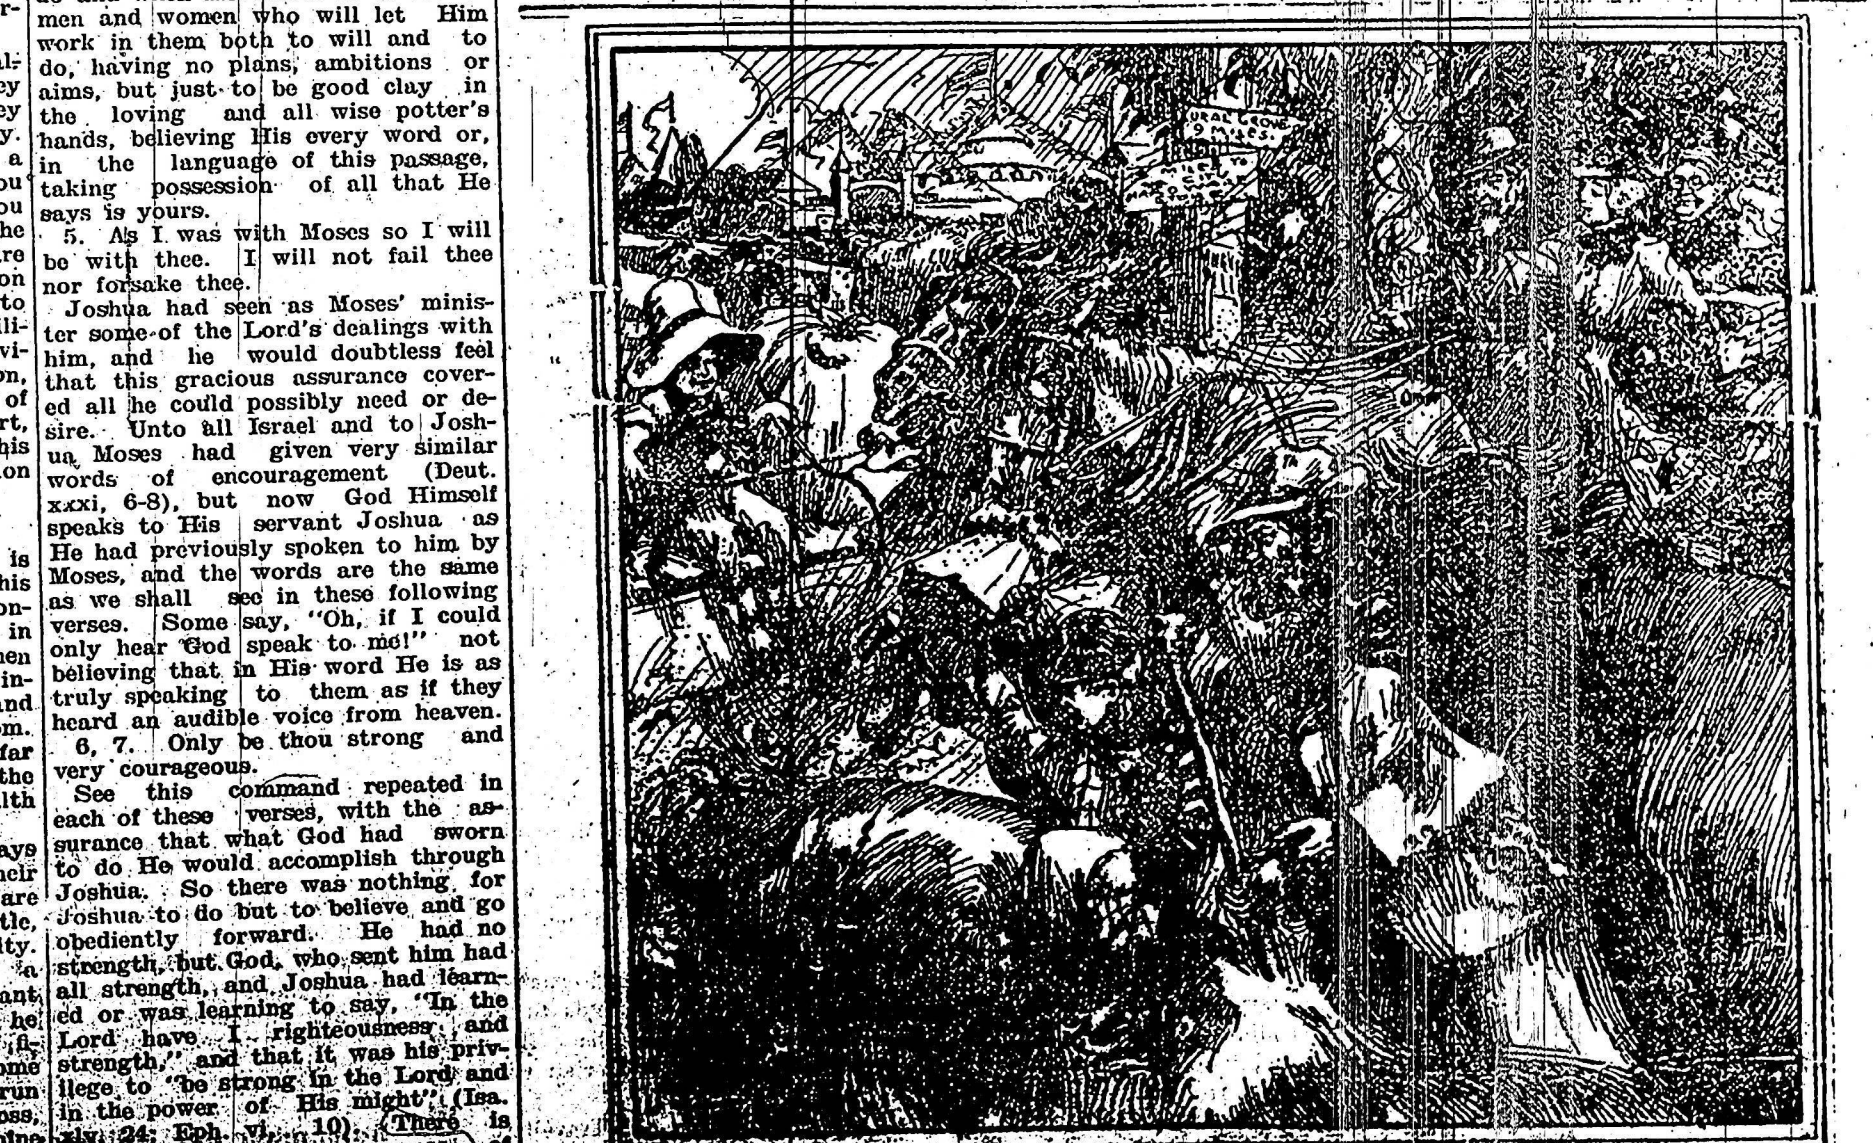 men and women who will let Him
work in them both to will and to
do, having no plans, ambitions or
aims, but just to be good clay in
the loving and all wise potter's
hands, believing His every word or,
in the language of this passage,
taking possession of all that He
says is yours.
5. As I was with Moses so I will
be with thee. I will not fail thee
nor forsake thee.
Joshua had seen as Moses' minis-
ter some of the Lord's dealings with
him, and he would doubtless feel
that this gracious assurance cover-
ed all he could possibly need or de-
sire. Unto all Israel and to Josh-
ua Moses had given very similar
words of encouragement (Deut.
xxxi, 6-8), but now God Himself
speaks to His servant Joshua as
He had previously spoken to him by
Moses, and the words are the same
as we shall see in these following
verses. Some say, "Oh, if I could
only hear God speak to me!" not
believing that in His word He is as
truly speaking to them as if they
heard an audible voice from heaven.
6, 7. Only be thou strong and
very courageous.
See this command repeated in
each of these verses, with the as-
surance that what God had sworn
to do He would accomplish through
Joshua. So there was nothing for
Joshua to do but to believe and go
obediently forward. He had no
strength, but God, who sent him had
all strength, and Joshua had learn-
ed or was learning to say, "In the
Lord have I righteousness and
strength," and that it was his priv-
ilege to "be strong in the Lord and
in the power of His might" (Isa.
xlv, 24; Eph. vi, 10). There is
URAL GROVE
9 MILES.